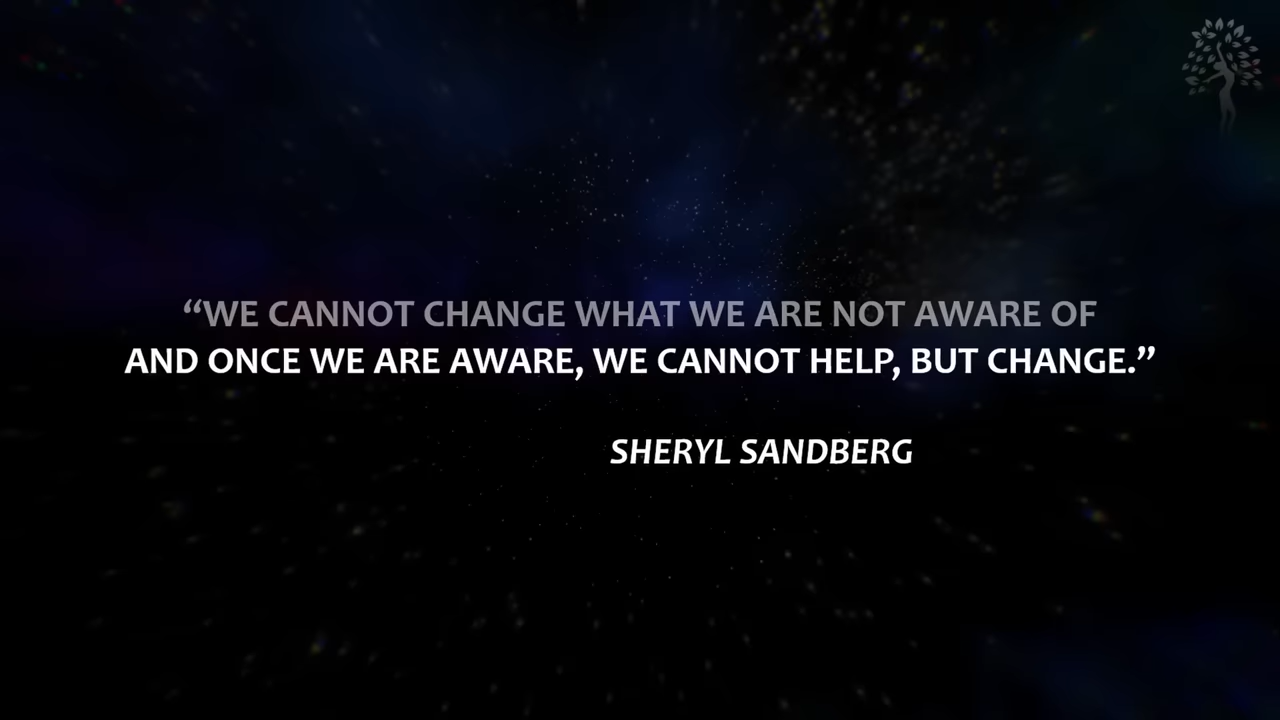 “WE CANNOT CHANGE WHAT WE ARE NOT AWARE OF
AND ONCE WE ARE AWARE, WE CANNOT HELP, BUT CHANGE.”
SHERYL SANDBERG